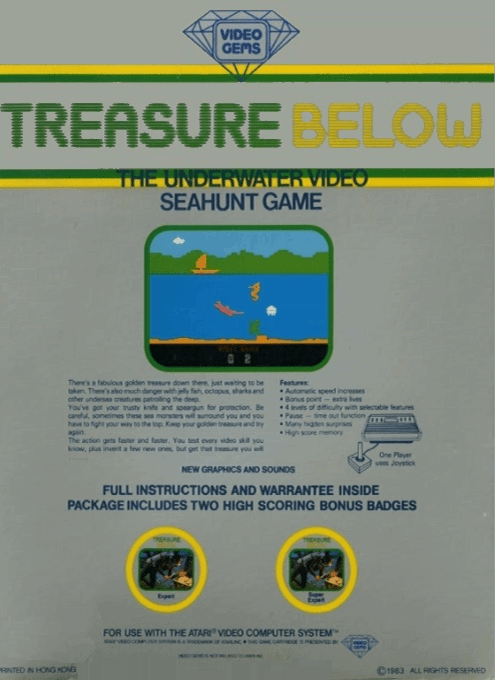 VIDEO
GEMS
TREASURE BELOW
THE UNDERWATER VIDEO
SEAHUNT GAME
VIDEO GEMS
0 2
There's a fabulous golden treasure down there, just waiting to be
taken. There's also much danger with jelly fish, octopus, sharks and
other undersea creatures patrolling the deep.
You've got your trusty knife and speargun for protection. Be
careful, sometimes these sea monsters will surround you and you
have to fight your way to the top. Keep your golden treasure and try
again.
The action gets faster and faster. You test every video skill you
know, plus invent a few new ones, but get that treasure you will
Features:
• Automatic speed increases
• Bonus point — extra lives
• 4 levels of difficulty with selectable features
• Pause — time out function
• Many hidden surprises
• High score memory
One Player
uses Joystick
NEW GRAPHICS AND SOUNDS
FULL INSTRUCTIONS AND WARRANTEE INSIDE
PACKAGE INCLUDES TWO HIGH SCORING BONUS BADGES
TREASURE
Expert
TREASURE
Super
Expert
FOR USE WITH THE ATARI® VIDEO COMPUTER SYSTEM™
VIDEO
GEMS
PRINTED IN HONG KONG
©1983 ALL RIGHTS RESERVED